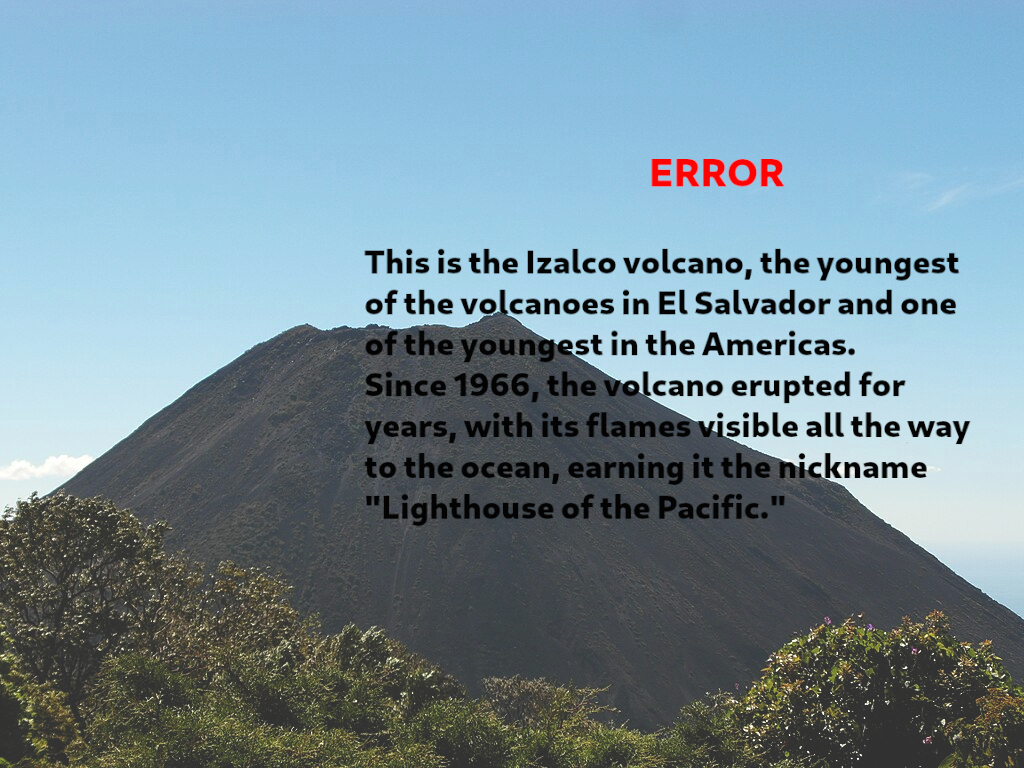 ERROR
This is the Izalco volcano, the youngest
of the volcanoes in El Salvador and one
of the youngest in the Americas.
Since 1966, the volcano erupted for
years, with its flames visible all the way
to the ocean, earning it the nickname
"Lighthouse of the Pacific."